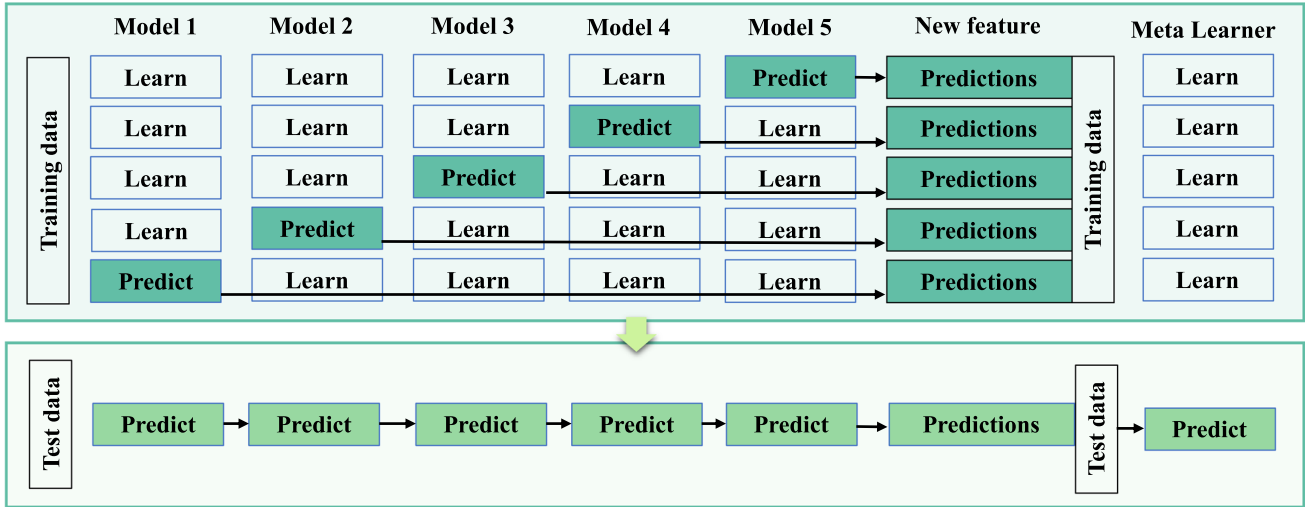 Model 1 Model 2 Model 3 Model 4 Model 5 New feature Meta Learner
Training data
Learn Learn Learn Learn Predict Predictions Learn
Learn Learn Learn Predict Learn Predictions Learn
Learn Learn Predict Learn Learn Predictions Learn
Learn Predict Learn Learn Learn Predictions Learn
Predict Learn Learn Learn Learn Predictions Learn
Training data
Test data
Predict Predict Predict Predict Predict Predictions
Test data
Predict